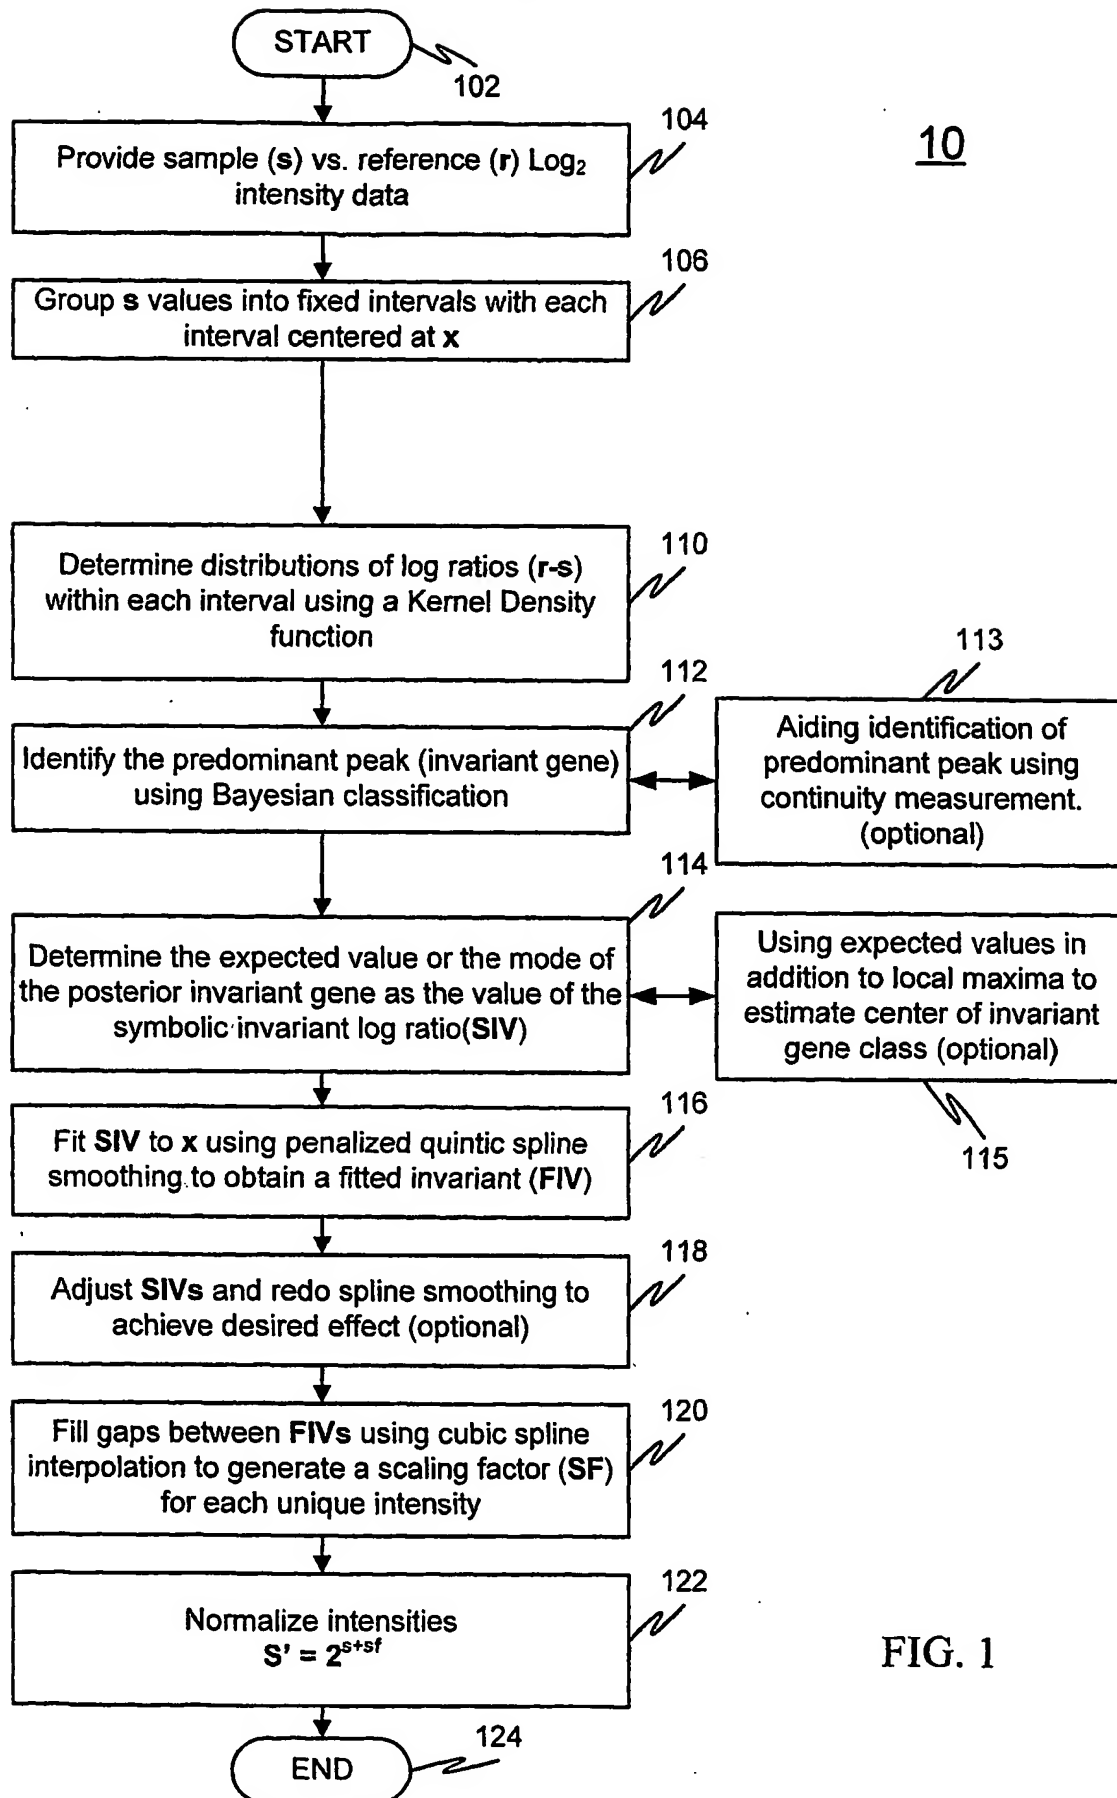 START
102
10
104
Provide sample (s) vs. reference (r) Log₂
intensity data
106
Group s values into fixed intervals with each
interval centered at x
110
Determine distributions of log ratios (r-s)
within each interval using a Kernel Density
function
112
Identify the predominant peak (invariant gene)
using Bayesian classification
113
Aiding identification of
predominant peak using
continuity measurement.
(optional)
114
Determine the expected value or the mode of
the posterior invariant gene as the value of the
symbolic invariant log ratio(SIV)
Using expected values in
addition to local maxima to
estimate center of invariant
gene class (optional)
115
116
Fit SIV to x using penalized quintic spline
smoothing to obtain a fitted invariant (FIV)
118
Adjust SIVs and redo spline smoothing to
achieve desired effect (optional)
120
Fill gaps between FIVs using cubic spline
interpolation to generate a scaling factor (SF)
for each unique intensity
122
Normalize intensities
S' = 2^{s+sf}
FIG. 1
124
END